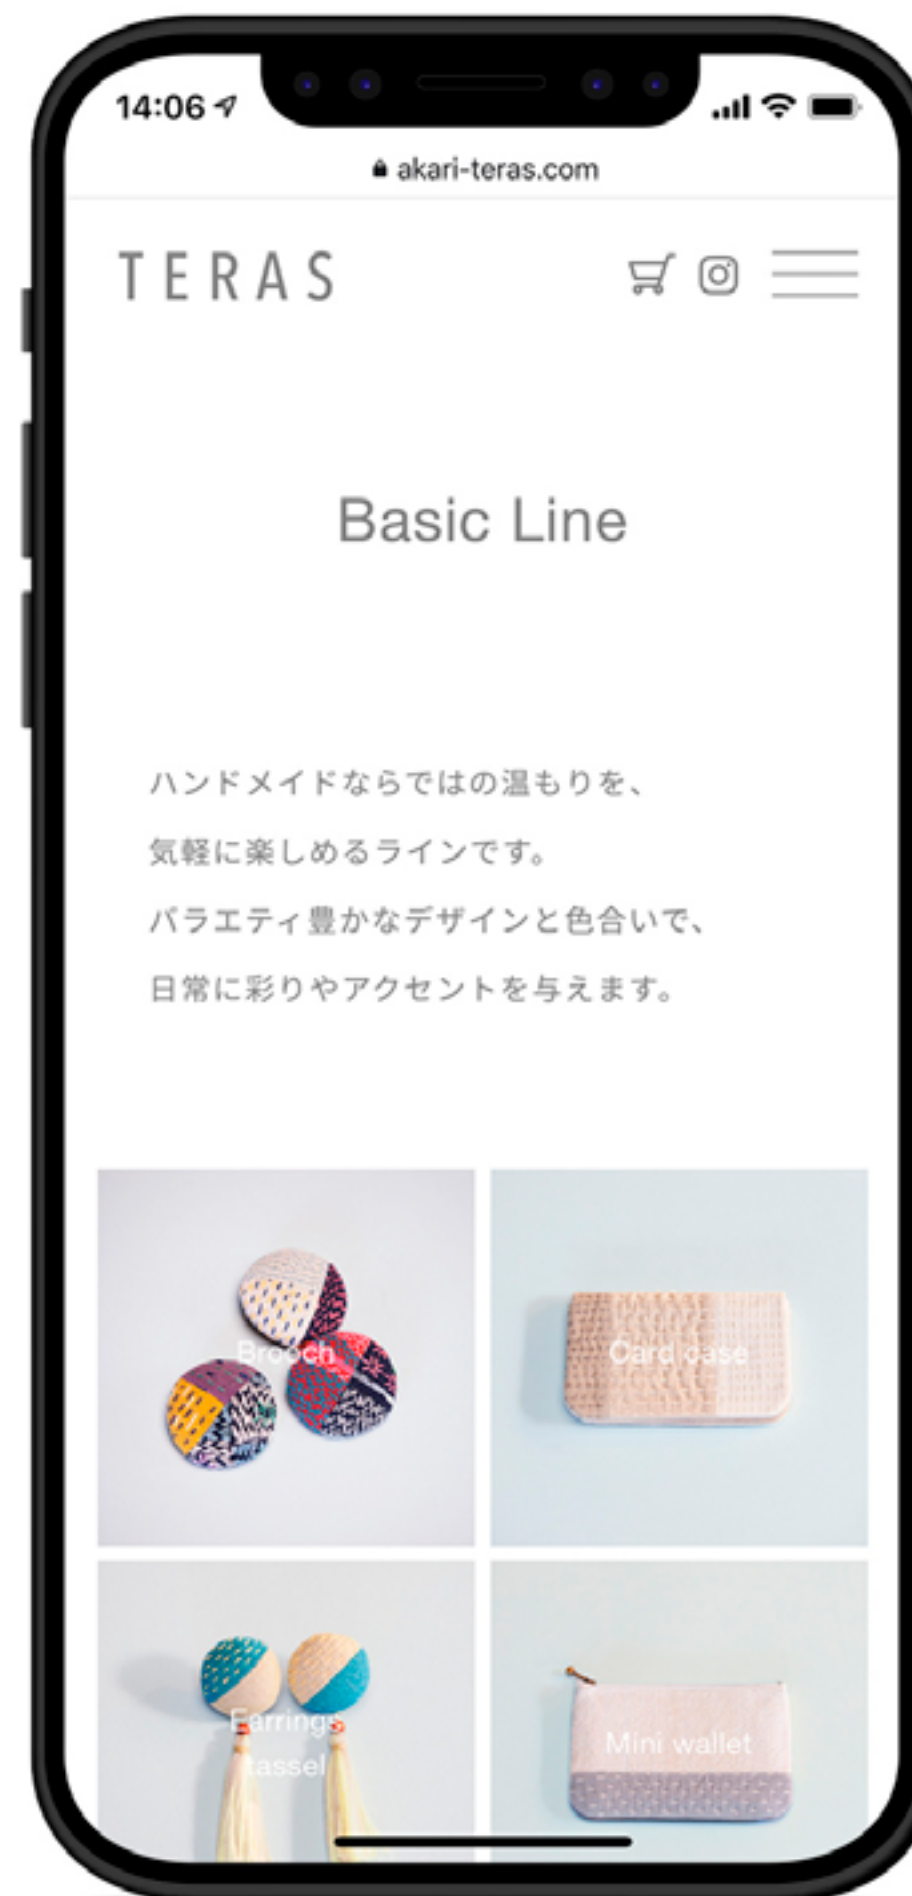 14:06
akari-teras.com
TERAS
Basic Line
ハンドメイドならではの温もりを、
気軽に楽しめるラインです。
バラエティ豊かなデザインと色合いで、
日常に彩りやアクセントを与えます。
Brooch
Card case
Earrings
tassel
Mini wallet